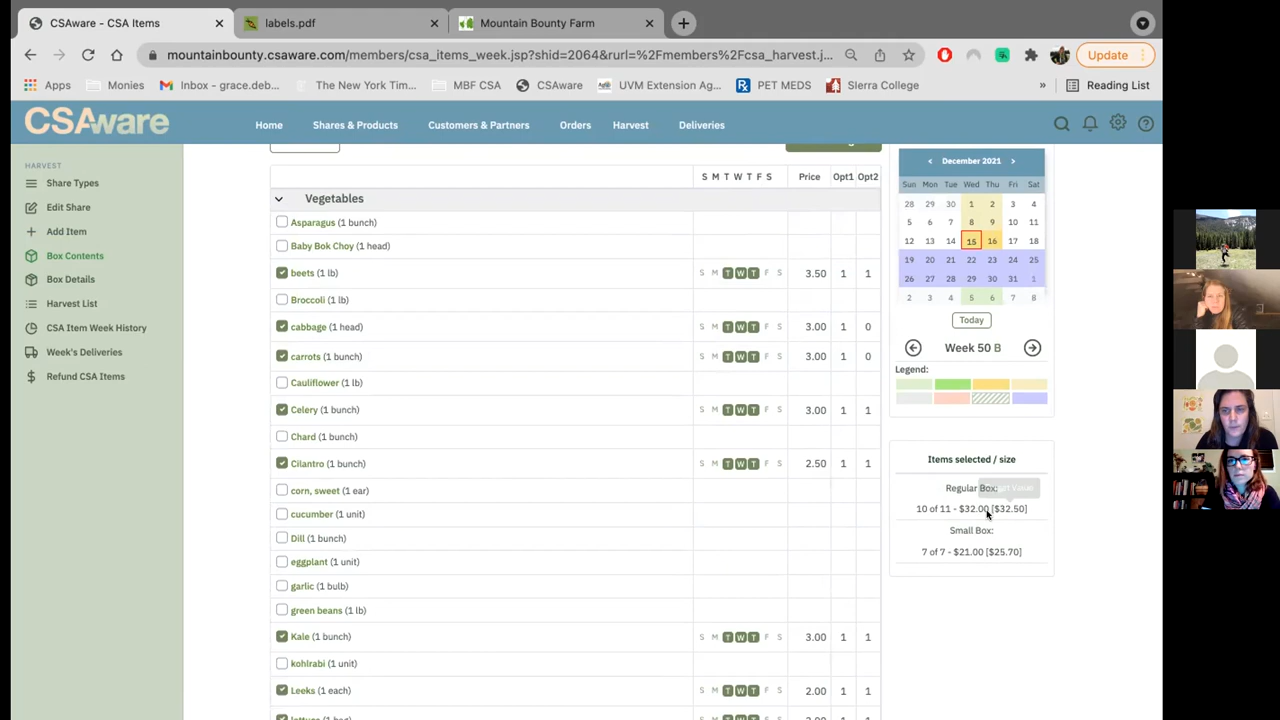 CSAware - CSA Items
labels.pdf
Mountain Bounty Farm
mountainbounty.csaware.com/members/csa_items_week.jsp?shid=2064&rurl=%2Fmembers%2Fcsa_harvest.j...
Update
Apps
Monies
Inbox - grace.deb...
The New York Tim...
MBF CSA
CSAware
UVM Extension Ag...
PET MEDS
Sierra College
»
Reading List
CSAware
Home
Shares & Products
Customers & Partners
Orders
Harvest
Deliveries
HARVEST
Share Types
Edit Share
Add Item
Box Contents
Box Details
Harvest List
CSA Item Week History
Week's Deliveries
Refund CSA Items
S M T W T F S Price Opt1 Opt2
Vegetables
Asparagus (1 bunch)
Baby Bok Choy (1 head)
beets (1 lb) S M T W T F S 3.50 1 1
Broccoli (1 lb)
cabbage (1 head) S M T W T F S 3.00 1 0
carrots (1 bunch) S M T W T F S 3.00 1 0
Cauliflower (1 lb)
Celery (1 bunch) S M T W T F S 3.00 1 1
Chard (1 bunch)
Cilantro (1 bunch) S M T W T F S 2.50 1 1
corn, sweet (1 ear)
cucumber (1 unit)
Dill (1 bunch)
eggplant (1 unit)
garlic (1 bulb)
green beans (1 lb)
Kale (1 bunch) S M T W T F S 3.00 1 1
kohlrabi (1 unit)
Leeks (1 each) S M T W T F S 2.00 1 1
lettuce (1 bag)
< December 2021 >
Sun Mon Tue Wed Thu Fri Sat
28 29 30 1 2 3 4
5 6 7 8 9 10 11
12 13 14 15 16 17 18
19 20 21 22 23 24 25
26 27 28 29 30 31 1
2 3 4 5 6 7 8
Today
Week 50 B
Legend:
Items selected / size
Regular Box:
Value
10 of 11 - $32.00 [$32.50]
Small Box:
7 of 7 - $21.00 [$25.70]